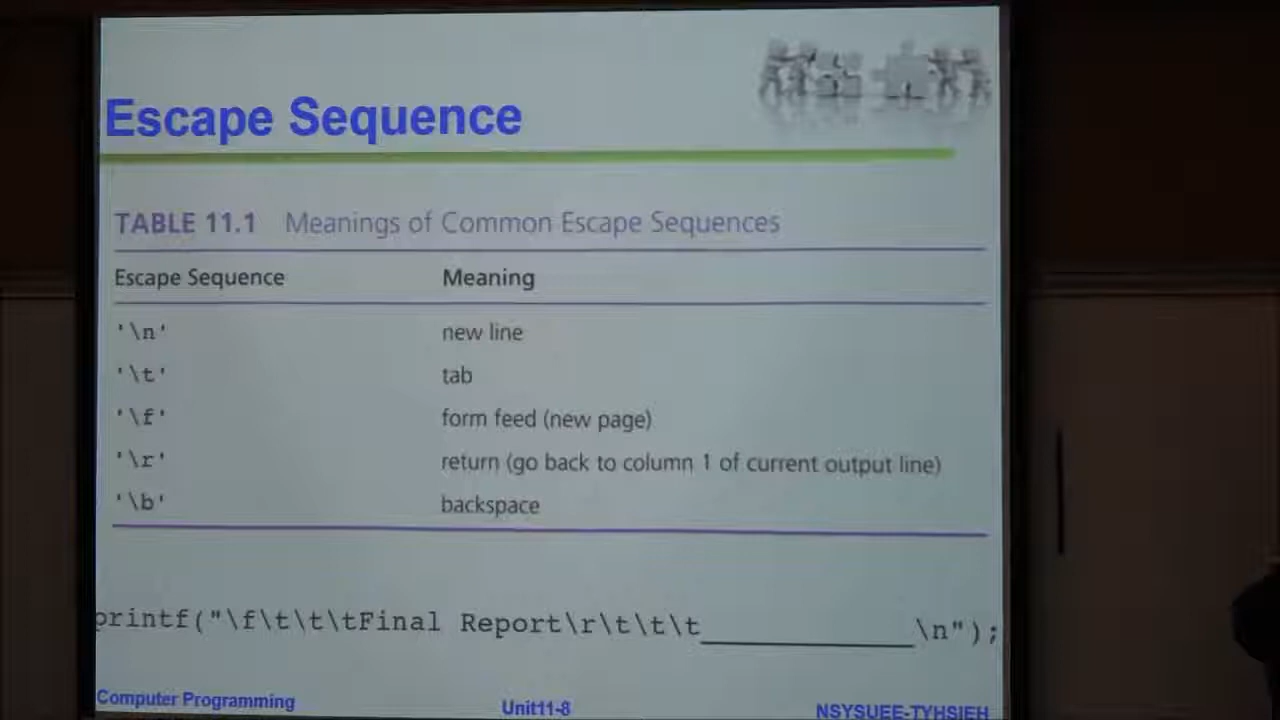 Escape Sequence
TABLE 11.1 Meanings of Common Escape Sequences
Escape Sequence Meaning
'\n' new line
'\t' tab
'\f' form feed (new page)
'\r' return (go back to column 1 of current output line)
'\b' backspace
printf("\f\t\t\tFinal Report\r\t\t\t_____________\n");
Computer Programming Unit11-8 NSYSUEE-TYHSIEH